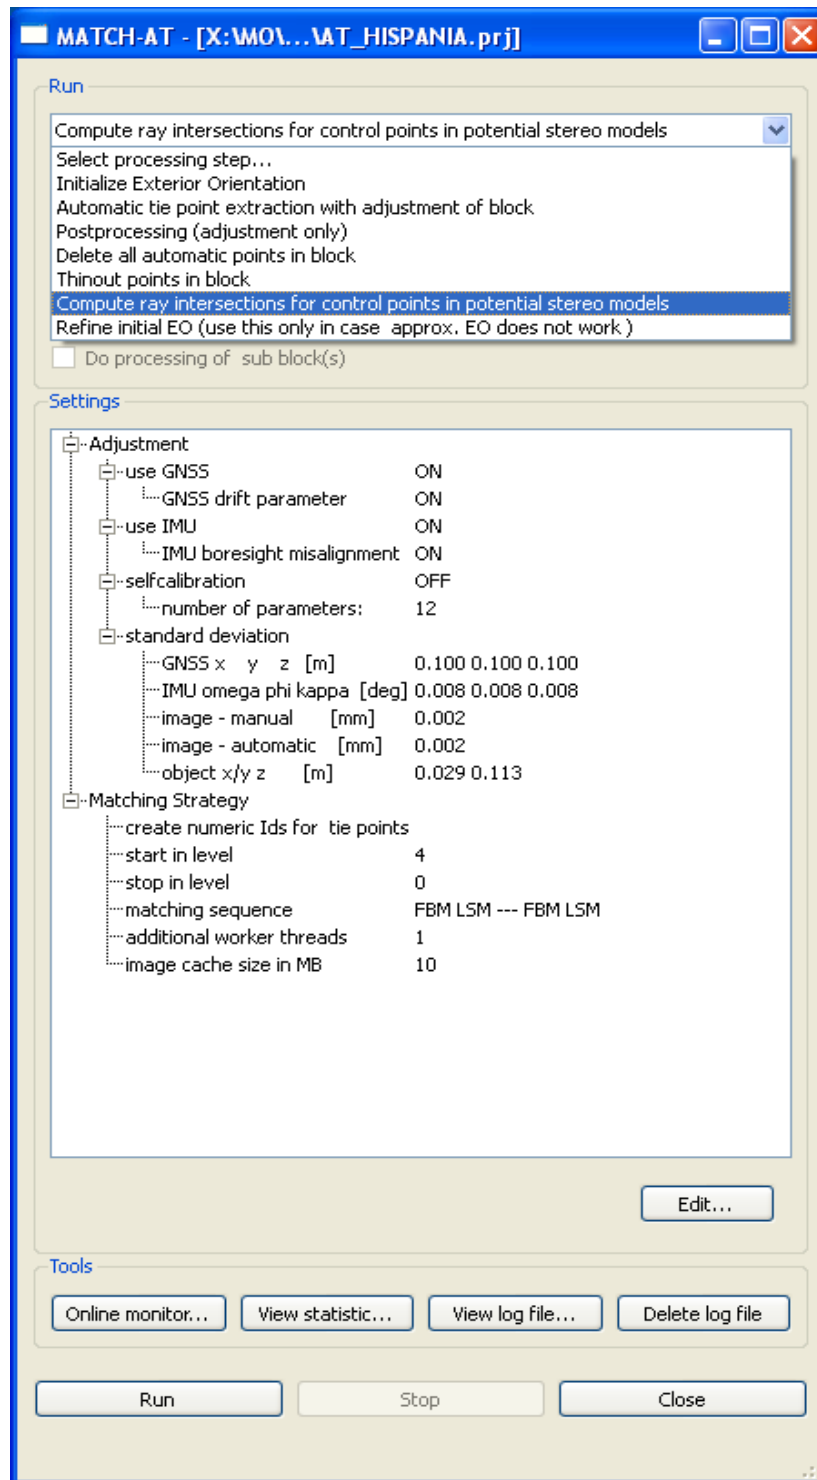 MATCH-AT - [X:\MO\...\AT_HISPANIA.prj]
Run
Compute ray intersections for control points in potential stereo models
Select processing step...
Initialize Exterior Orientation
Automatic tie point extraction with adjustment of block
Postprocessing (adjustment only)
Delete all automatic points in block
Thinout points in block
Compute ray intersections for control points in potential stereo models
Refine initial EO (use this only in case approx. EO does not work )
Do processing of sub block(s)
Settings
Adjustment
use GNSS ON
GNSS drift parameter ON
use IMU ON
IMU boresight misalignment ON
selfcalibration OFF
number of parameters: 12
standard deviation
GNSS x y z [m] 0.100 0.100 0.100
IMU omega phi kappa [deg] 0.008 0.008 0.008
image - manual [mm] 0.002
image - automatic [mm] 0.002
object x/y z [m] 0.029 0.113
Matching Strategy
create numeric Ids for tie points
start in level 4
stop in level 0
matching sequence FBM LSM --- FBM LSM
additional worker threads 1
image cache size in MB 10
Edit...
Tools
Online monitor... View statistic... View log file... Delete log file
Run Stop Close